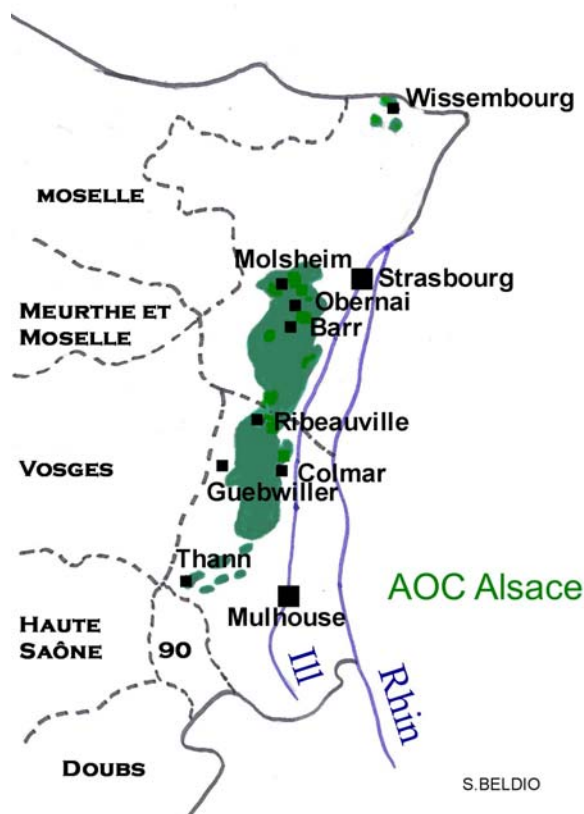 Wissembourg
MOSELLE
Molsheim
Strasbourg
Obernai
MEURTHE ET
MOSELLE
Barr
Ribeauville
VOSGES
Colmar
Guebwiller
Thann
AOC Alsace
Mulhouse
HAUTE
SAÔNE
90
Ill
Rhin
DOUBS
S.BELDIO